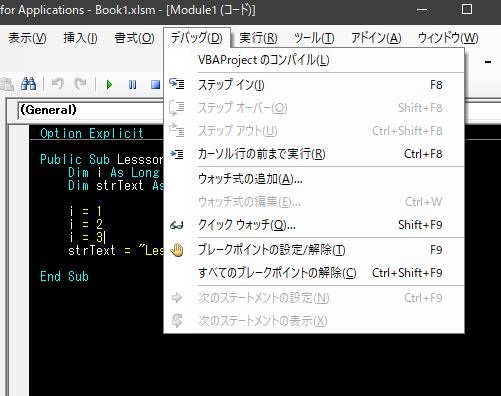 for Applications - Book1.xlsm - [Module1 (コード)]
表示(V) 挿入(I) 書式(O) デバッグ(D) 実行(R) ツール(T) アドイン(A) ウィンドウ(W)
VBAProject のコンパイル(L)
ステップ イン(I) F8
ステップ オーバー(O) Shift+F8
ステップ アウト(U) Ctrl+Shift+F8
カーソル行の前まで実行(R) Ctrl+F8
ウォッチ式の追加(A)...
ウォッチ式の編集(E)... Ctrl+W
クイック ウォッチ(Q)... Shift+F9
ブレークポイントの設定/解除(T) F9
すべてのブレークポイントの解除(C) Ctrl+Shift+F9
次のステートメントの設定(N) Ctrl+F9
次のステートメントの表示(X)
(General)
Option Explicit
Public Sub Lessson
Dim i As Long
Dim strText As
i = 1
i = 2
i = 3
strText = "Les
End Sub